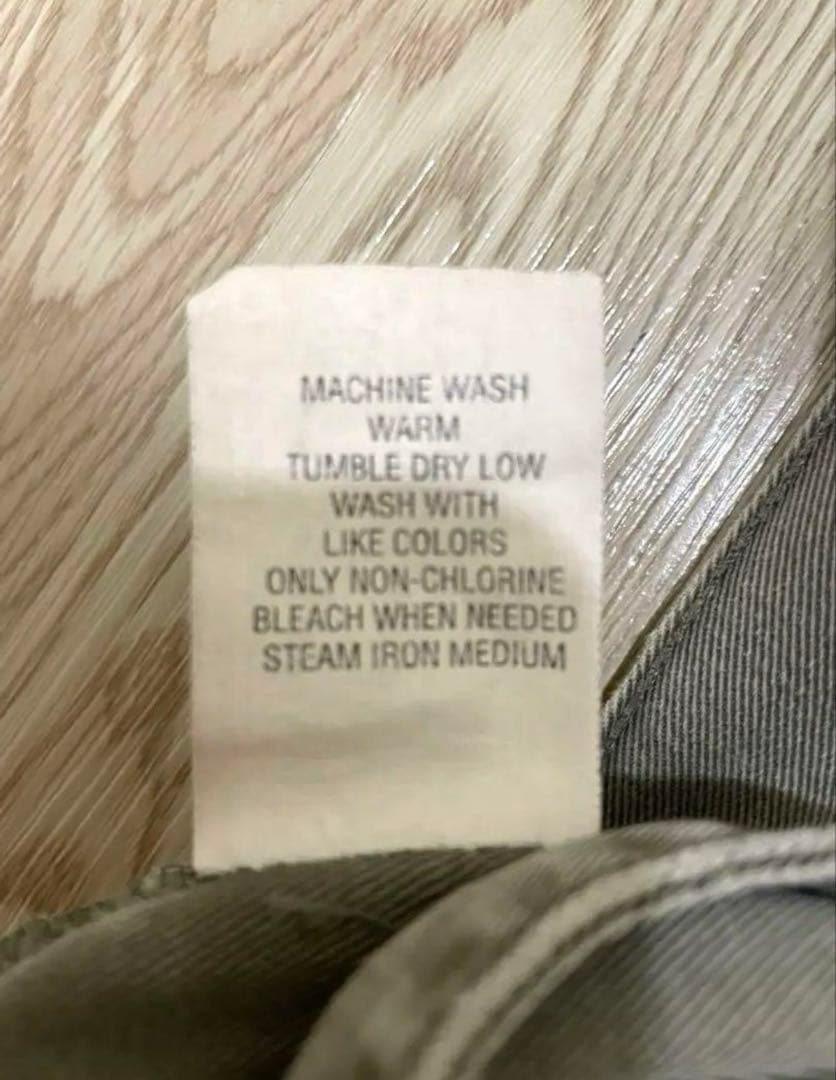 MACHINE WASH
WARM
TUMBLE DRY LOW
WASH WITH
LIKE COLORS
ONLY NON-CHLORINE
BLEACH WHEN NEEDED
STEAM IRON MEDIUM